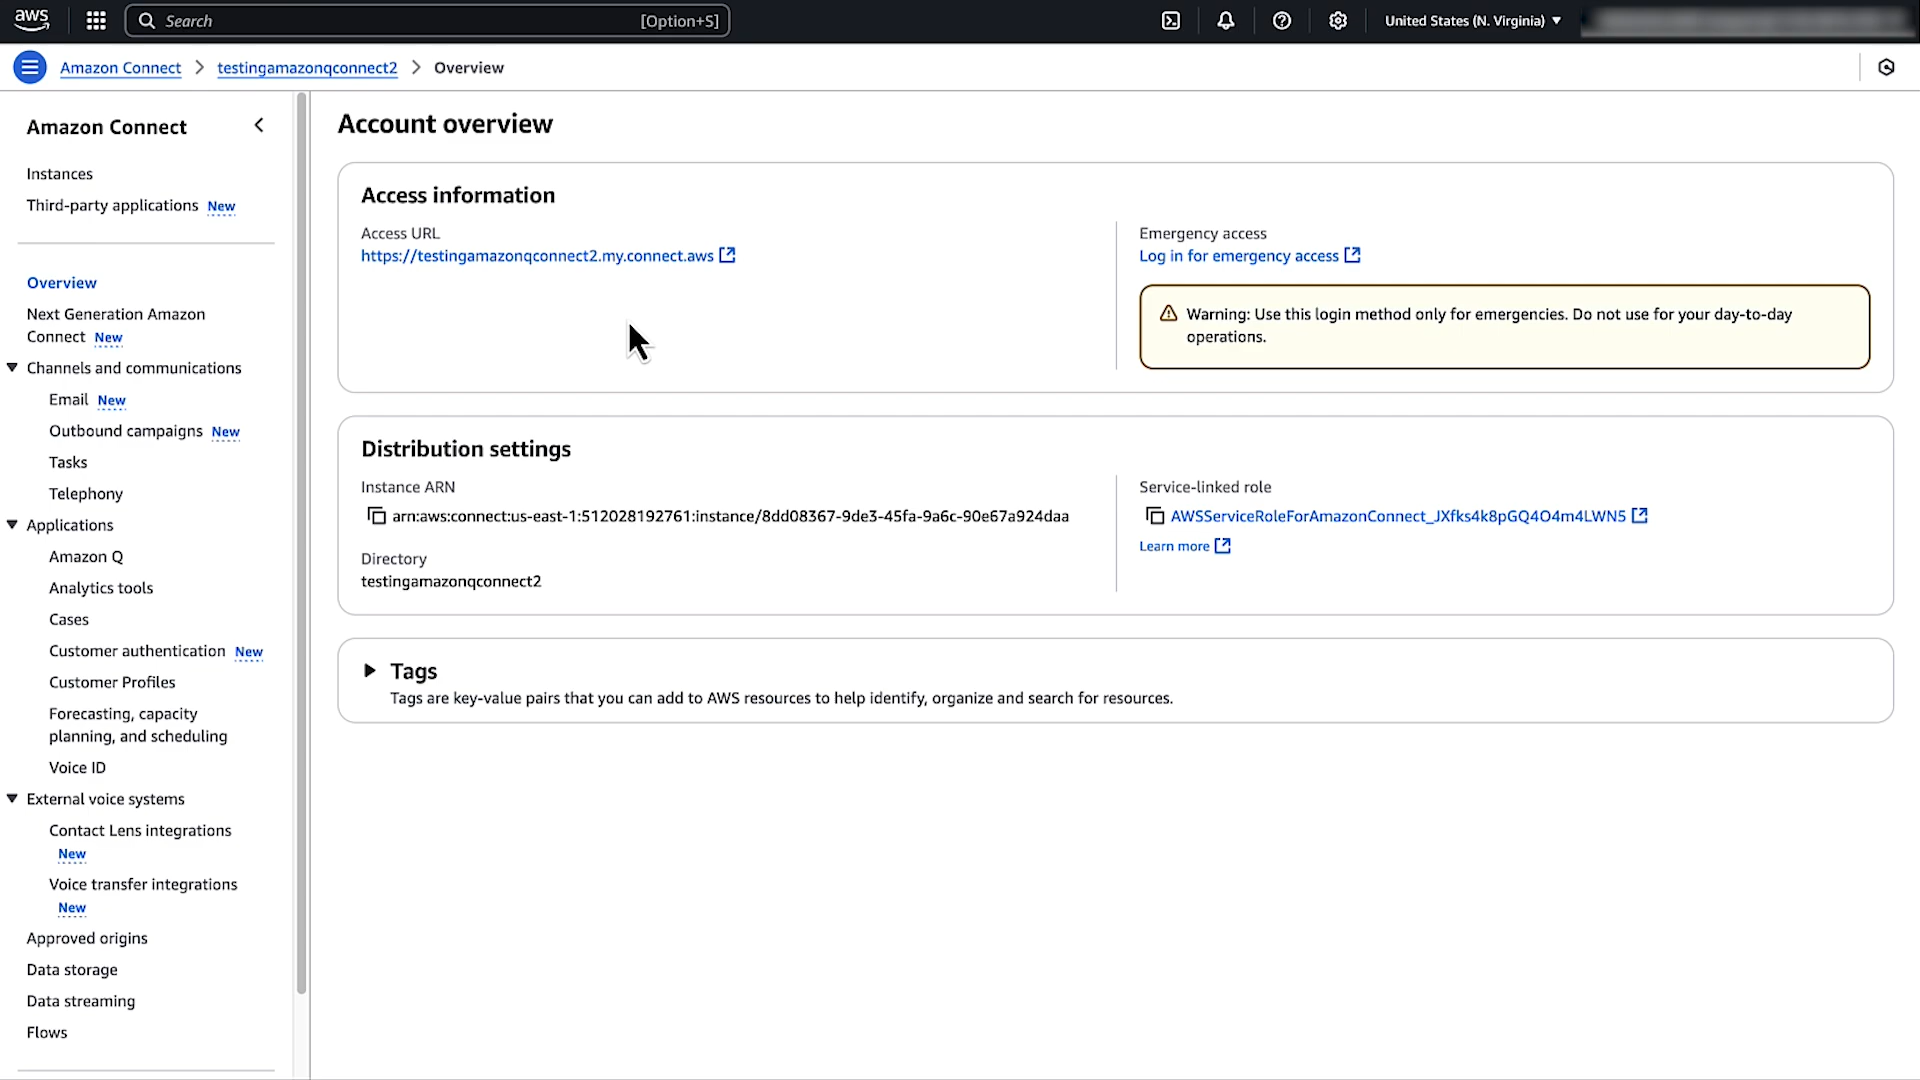 aws
Search
[Option+S]
United States (N. Virginia)
Amazon Connect
testingamazonqconnect2
Overview
Amazon Connect
Instances
Third-party applications New
Overview
Next Generation Amazon
Connect New
Channels and communications
Email New
Outbound campaigns New
Tasks
Telephony
Applications
Amazon Q
Analytics tools
Cases
Customer authentication New
Customer Profiles
Forecasting, capacity
planning, and scheduling
Voice ID
External voice systems
Contact Lens integrations
New
Voice transfer integrations
New
Approved origins
Data storage
Data streaming
Flows
Account overview
Access information
Access URL
https://testingamazonqconnect2.my.connect.aws
Emergency access
Log in for emergency access
Warning: Use this login method only for emergencies. Do not use for your day-to-day
operations.
Distribution settings
Instance ARN
arn:aws:connect:us-east-1:512028192761:instance/8dd08367-9de3-45fa-9a6c-90e67a924daa
Directory
testingamazonqconnect2
Service-linked role
AWSServiceRoleForAmazonConnect_JXfks4k8pGQ4O4m4LWN5
Learn more
Tags
Tags are key-value pairs that you can add to AWS resources to help identify, organize and search for resources.